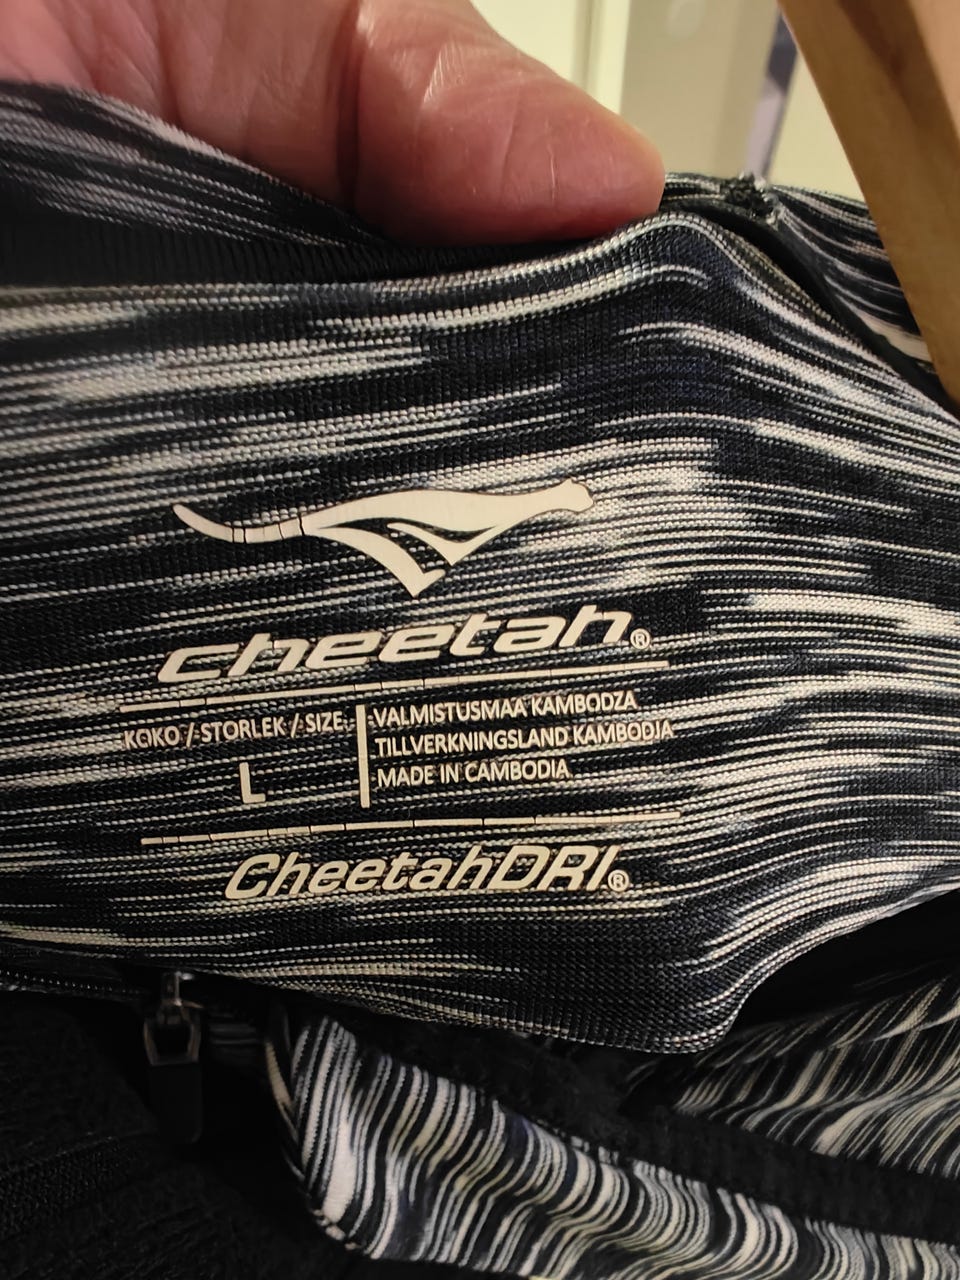 cheetah®
KOKO / STORLEK / SIZE:
L
VALMISTUSMAA KAMBODZA
TILLVERKNINGSLAND KAMBODJA
MADE IN CAMBODIA
CheetahDRI®